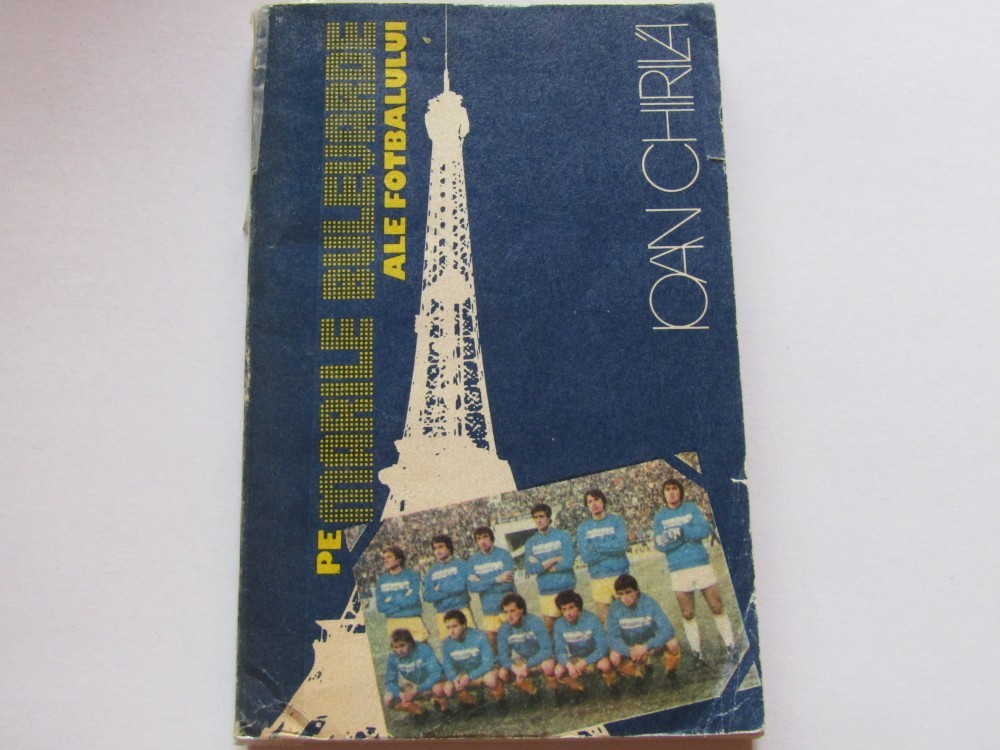 PE MARILE BULEVARDE
ALE FOTBALULUI
IOAN CHIRILĂ